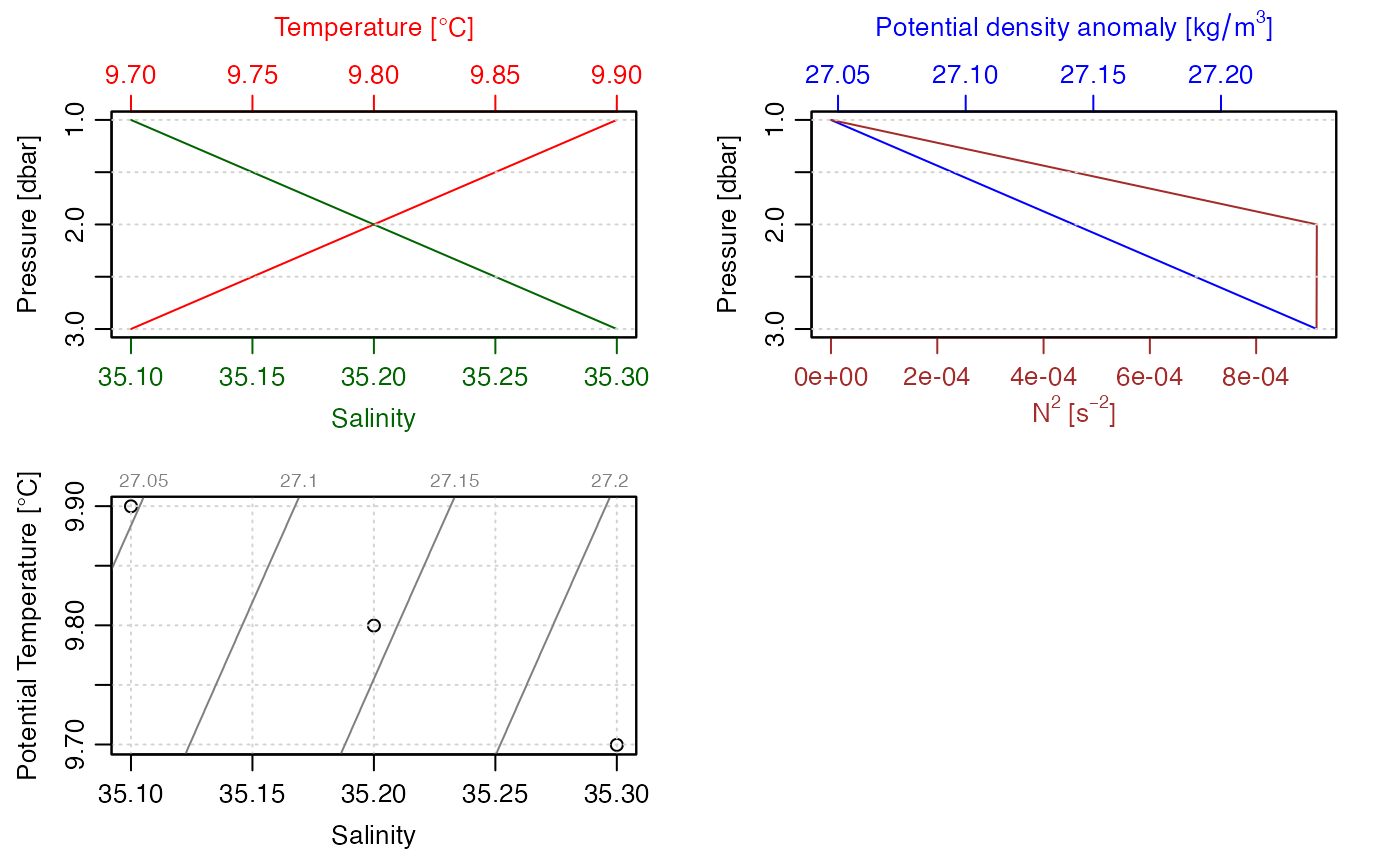 Temperature [°C]
9.70 9.75 9.80 9.85 9.90
Pressure [dbar]
1.0
2.0
3.0
35.10 35.15 35.20 35.25 35.30
Salinity
Potential density anomaly [kg/m³]
27.05 27.10 27.15 27.20
Pressure [dbar]
1.0
2.0
3.0
0e+00 2e-04 4e-04 6e-04 8e-04
N² [s⁻²]
27.05 27.1 27.15 27.2
Potential Temperature [°C]
9.90
9.80
9.70
35.10 35.15 35.20 35.25 35.30
Salinity